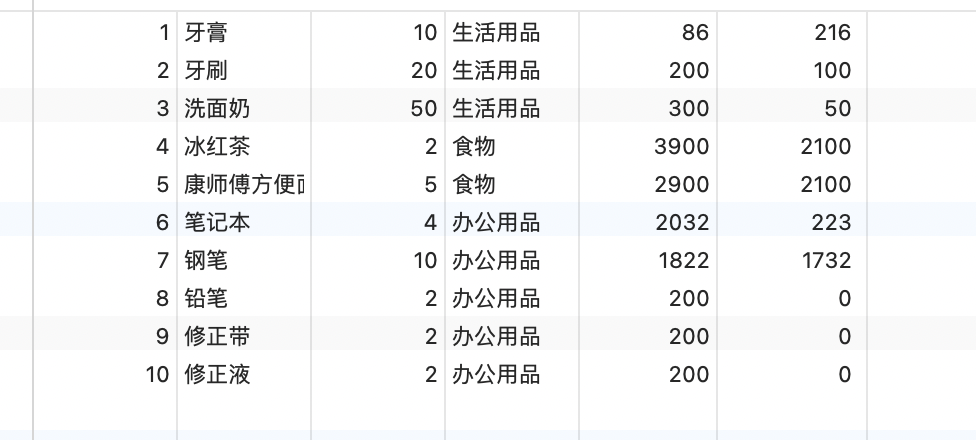 1 牙膏 10 生活用品 86 216
2 牙刷 20 生活用品 200 100
3 洗面奶 50 生活用品 300 50
4 冰红茶 2 食物 3900 2100
5 康师傅方便 5 食物 2900 2100
6 笔记本 4 办公用品 2032 223
7 钢笔 10 办公用品 1822 1732
8 铅笔 2 办公用品 200 0
9 修正带 2 办公用品 200 0
10 修正液 2 办公用品 200 0